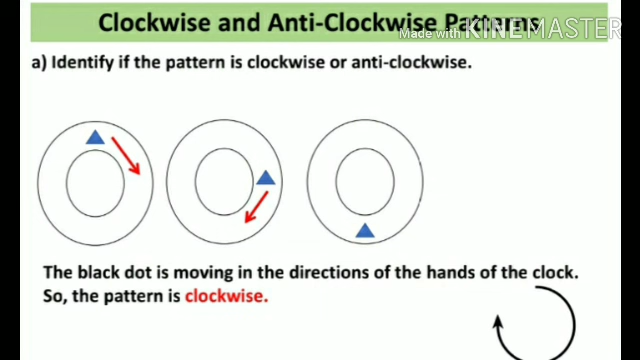 Clockwise and Anti-Clockwise Patterns
Made with KINEMASTER
a) Identify if the pattern is clockwise or anti-clockwise.
The black dot is moving in the directions of the hands of the clock.
So, the pattern is clockwise.